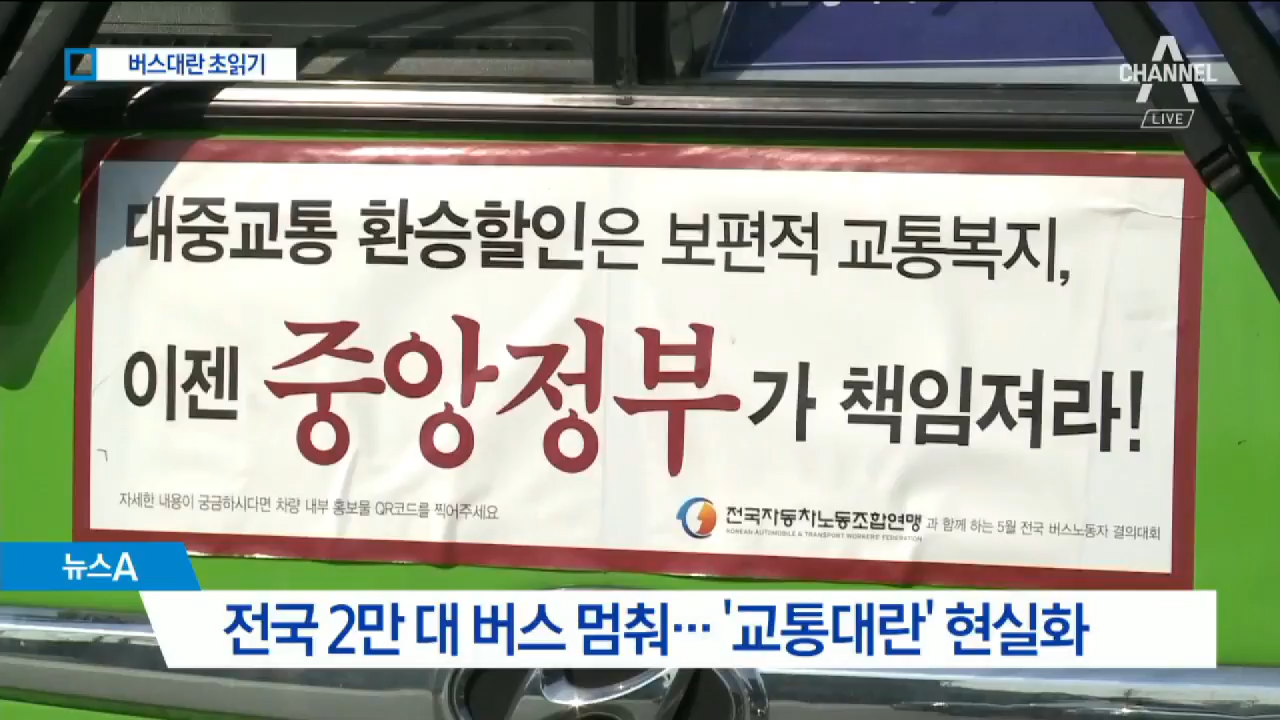 버스대란 초읽기
CHANNEL A
LIVE
대중교통 환승할인은 보편적 교통복지,
이젠 중앙정부가 책임져라!
자세한 내용이 궁금하시다면 차량 내부 홍보물 QR코드를 찍어주세요
전국자동차노동조합연맹과 함께 하는 5월 전국 버스노동자 결의대회
KOREAN AUTOMOBILE & TRANSPORT WORKERS' FEDERATION
뉴스A
전국 2만 대 버스 멈춰… '교통대란' 현실화